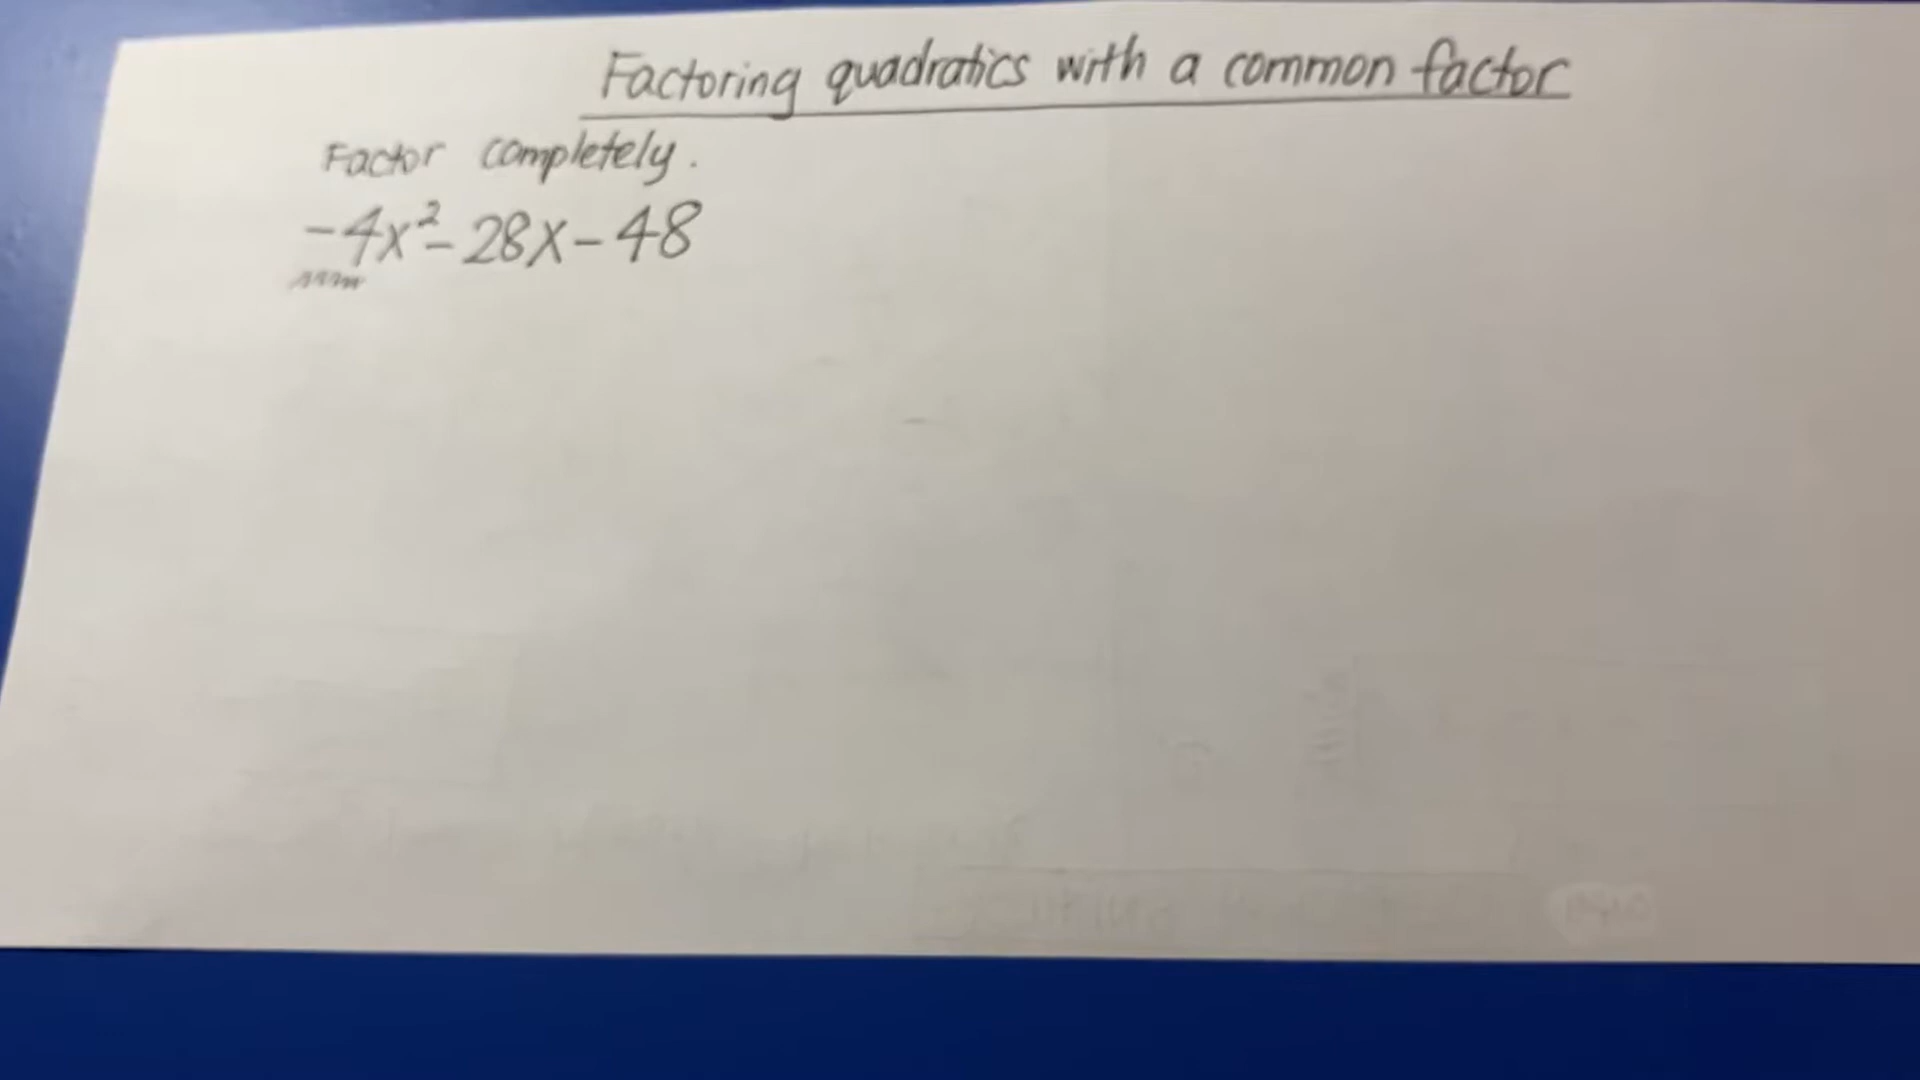 Factoring quadratics with a common factor
Factor completely.
-4x²-28x-48